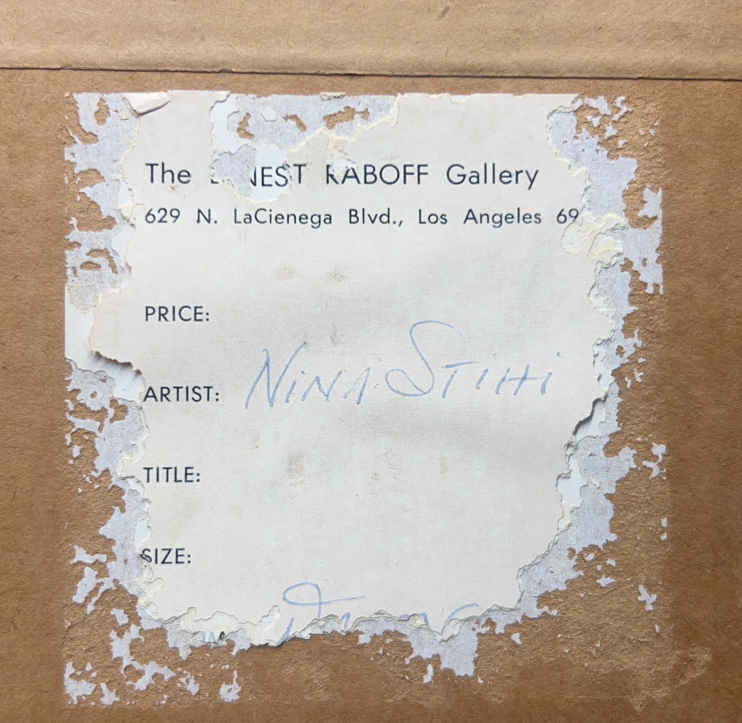 The NEST RABOFF Gallery
629 N. LaCienega Blvd., Los Angeles 69
PRICE:
ARTIST: Nina Stihi
TITLE:
SIZE: